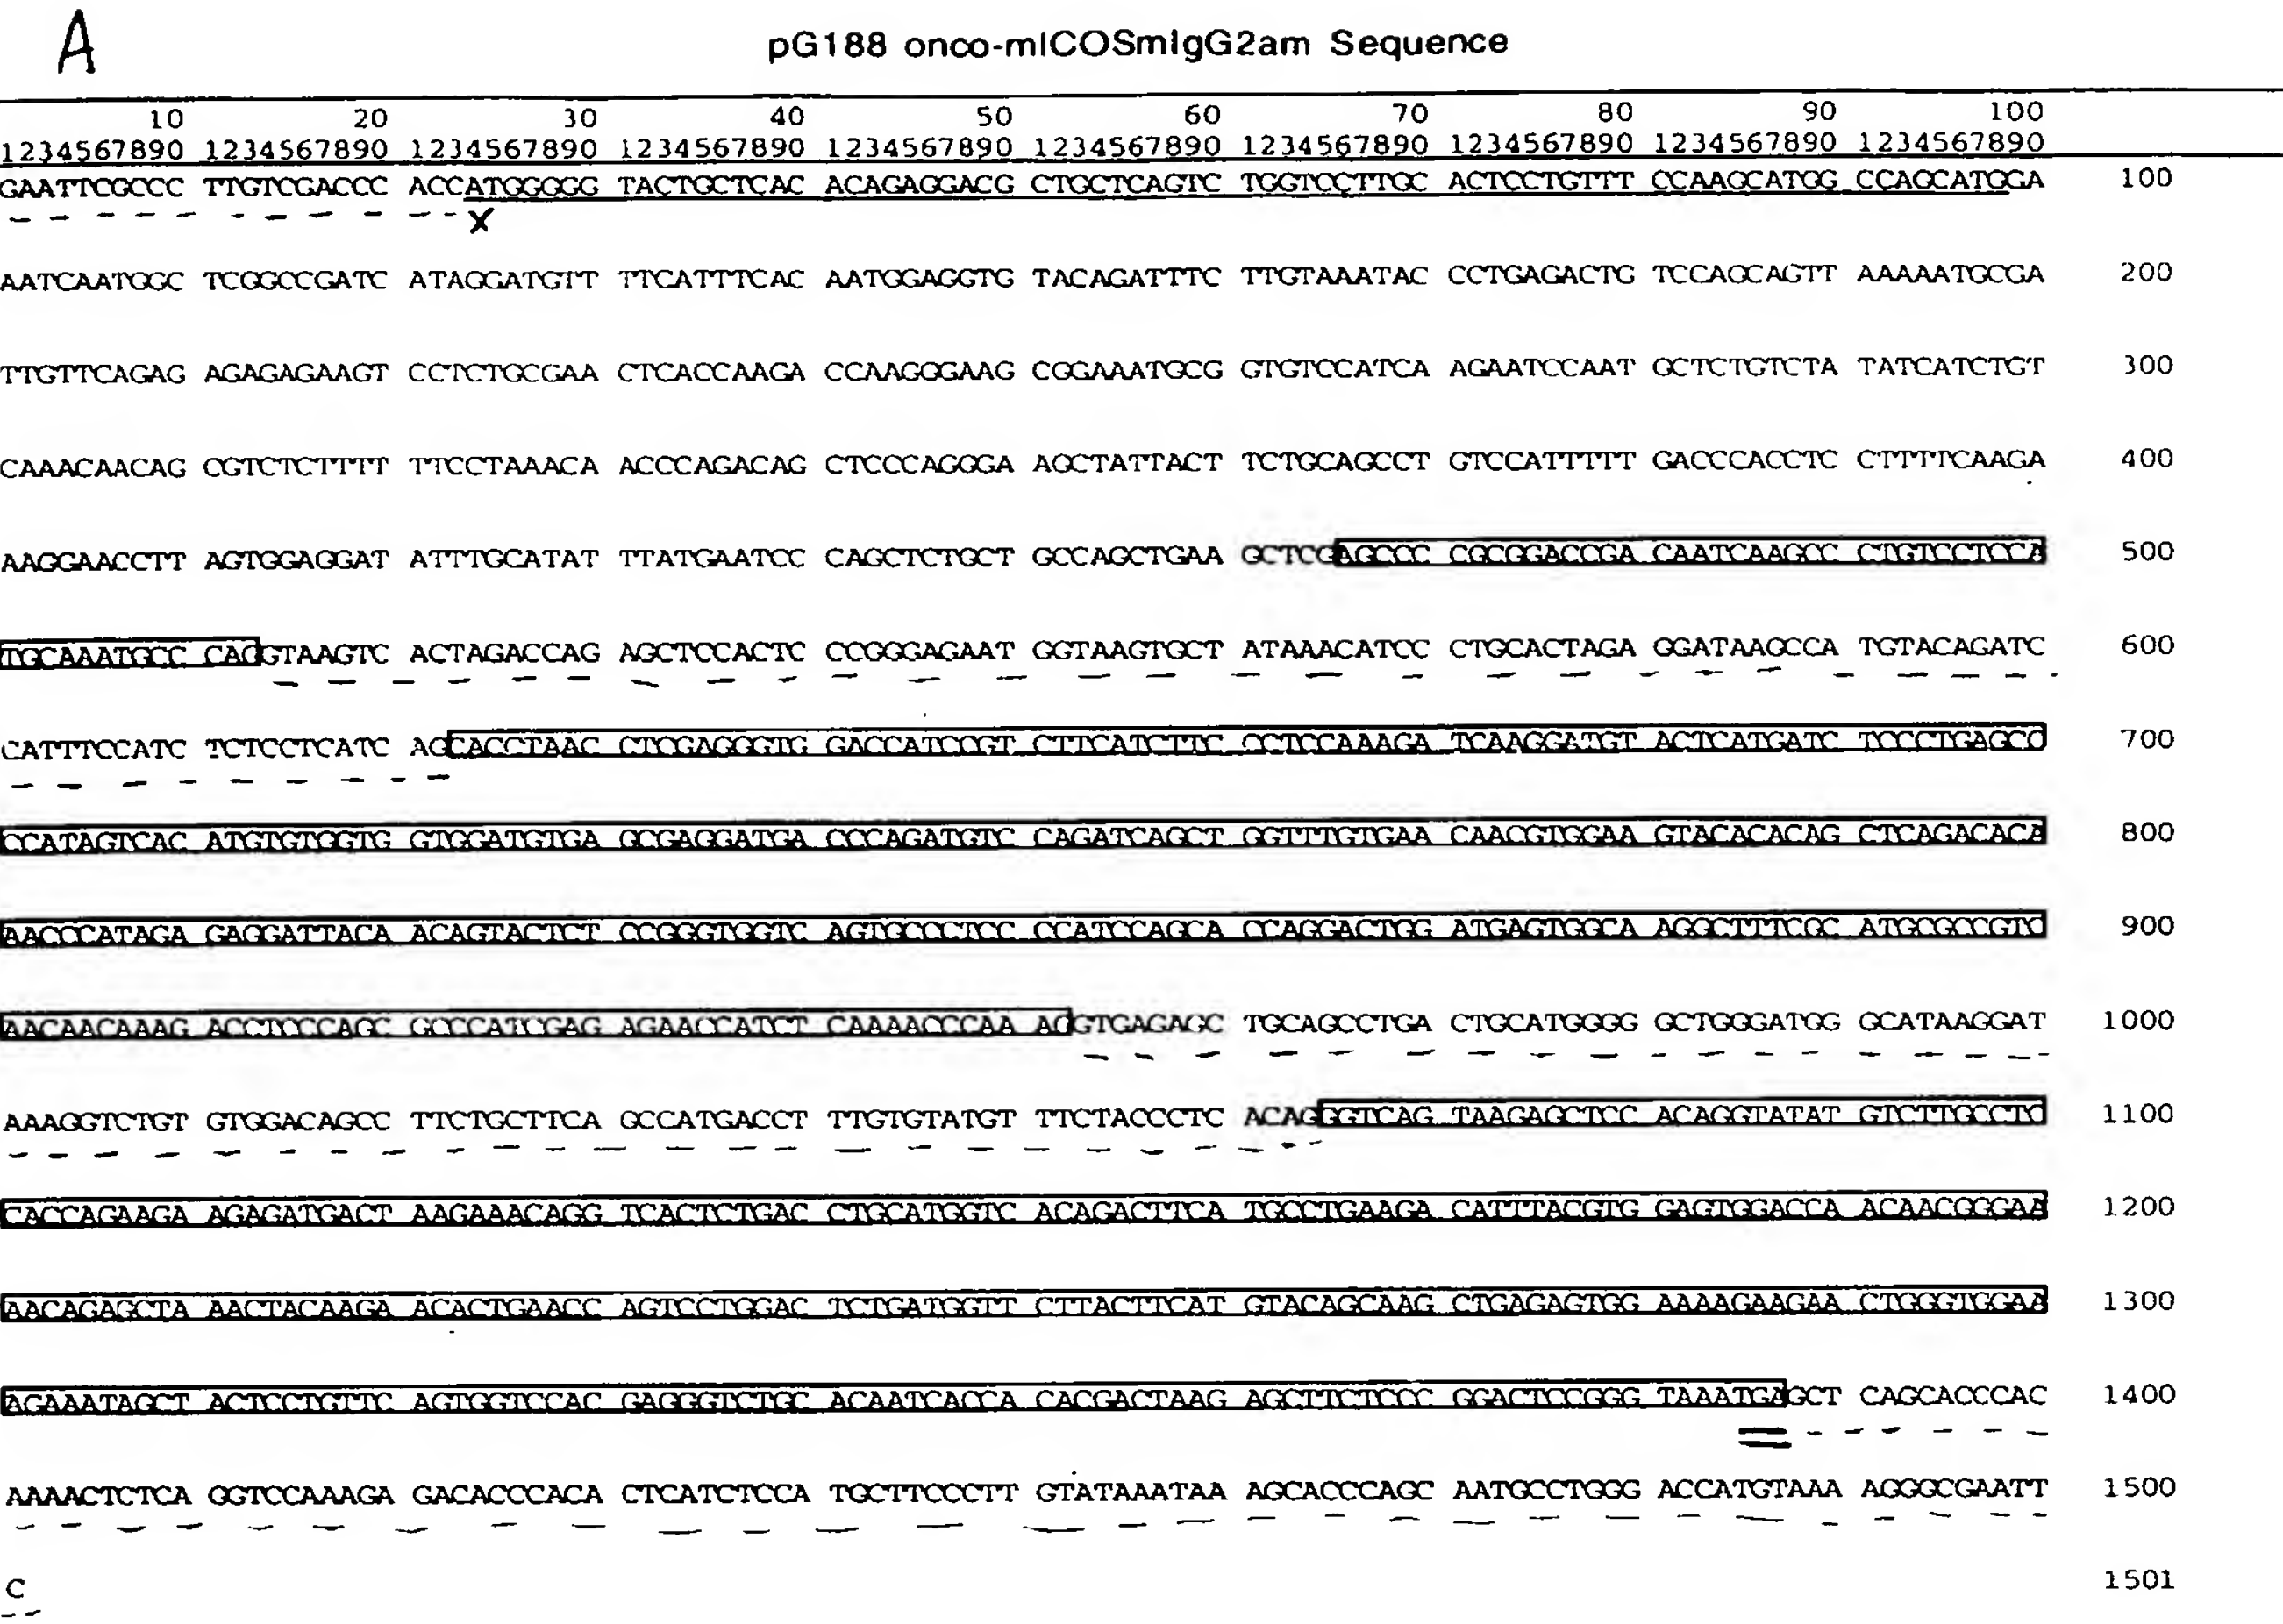 A
pG188 onco-mICOSmIgG2am Sequence
10 20 30 40 50 60 70 80 90 100
1234567890 1234567890 1234567890 1234567890 1234567890 1234567890 1234567890 1234567890 1234567890 1234567890
GAATTCGCCC TTGTCGACCC ACCATGGGGG TACTGCTCAC ACAGAGGACG CTGCTCAGTC TGGTCCTTGC ACTCCTGTTT CCAAGCATGG CCAGCATGGA 100
X
AATCAATGGC TCGGCCGATC ATAGGATGTT TTCATTTCAC AATGGAGGTG TACAGATTTC TTGTAAATAC CCTGAGACTG TCCAGCAGTT AAAAATGCGA 200
TTGTTCAGAG AGAGAGAAGT CCTCTGCGAA CTCACCAAGA CCAAGGGAAG CGGAAATGCG GTGTCCATCA AGAATCCAAT GCTCTGTCTA TATCATCTGT 300
CAAACAACAG CGTCTCTTTT TTCCTAAACA ACCCAGACAG CTCCCAGGGA AGCTATTACT TCTGCAGCCT GTCCATTTTT GACCCACCTC CTTTTCAAGA 400
AAGGAACCTT AGTGGAGGAT ATTTGCATAT TTATGAATCC CAGCTCTGCT GCCAGCTGAA GCTCGAGCCC CGCGGACCGA CAATCAAGCC CTGTCCTCCA 500
TGCAAATGCC CAGGTAAGTC ACTAGACCAG AGCTCCACTC CCGGGAGAAT GGTAAGTGCT ATAAACATCC CTGCACTAGA GGATAAGCCA TGTACAGATC 600
CATTTCCATC TCTCCTCATC AGCACCTAAC CTCGAGGGTG GACCATCCGT CTTCATCTTC CCTCCAAAGA TCAAGGATGT ACTCATGATC TCCCTGAGCC 700
CCATAGTCAC ATGTGTGGTG GTGGATGTGA GCGAGGATGA CCCAGATGTC CAGATCAGCT GGTTTGTGAA CAACGTGGAA GTACACACAG CTCAGACACA 800
AACCCATAGA GAGGATTACA ACAGTACTCT CCGGGTGGTC AGTGCCCTCC CCATCCAGCA CCAGGACTGG ATGAGTGGCA AGGCTTTCGC ATGCGCCGTC 900
AACAACAAAG ACCTCCCAGC GCCCATCGAG AGAACCATCT CAAAACCCAA AGGTGAGAGC TGCAGCCTGA CTGCATGGGG GCTGGGATGG GCATAAGGAT 1000
AAAGGTCTGT GTGGACAGCC TTCTGCTTCA GCCATGACCT TTGTGTATGT TTCTACCCTC ACAGGGTCAG TAAGAGCTCC ACAGGTATAT GTCTTGCCTC 1100
CACCAGAAGA AGAGATGACT AAGAAACAGG TCACTCTGAC CTGCATGGTC ACAGACTTCA TGCCTGAAGA CATTTACGTG GAGTGGACCA ACAACGGGAA 1200
AACAGAGCTA AACTACAAGA ACACTGAACC AGTCCTGGAC TCTGATGGTT CTTACTTCAT GTACAGCAAG CTGAGAGTGG AAAAGAAGAA CTGGGTGGAA 1300
AGAAATAGCT ACTCCTGTTC AGTGGTCCAC GAGGGTCTGC ACAATCACCA CACGACTAAG AGCTTCTCCC GGACTCCGGG TAAATGAGCT CAGCACCCAC 1400
AAAACTCTCA GGTCCAAAGA GACACCCACA CTCATCTCCA TGCTTCCCTT GTATAAATAA AGCACCCAGC AATGCCTGGG ACCATGTAAA AGGGCGAATT 1500
C 1501